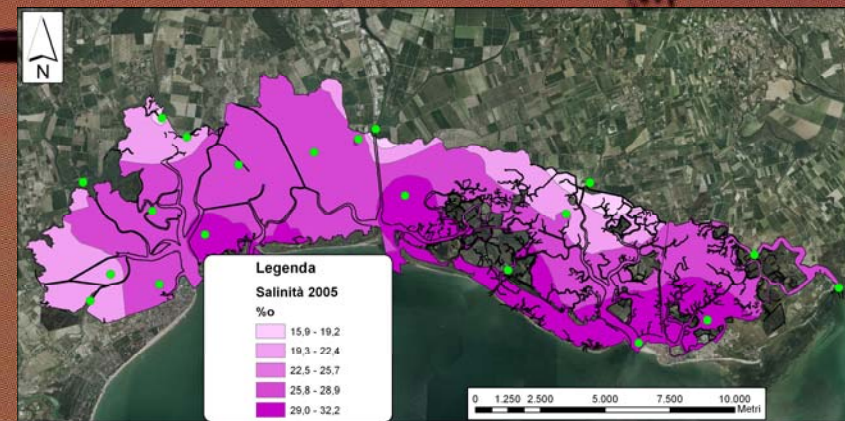 N
Legenda
Salinità 2005
%o
15,9 - 19,2
19,3 - 22,4
22,5 - 25,7
25,8 - 28,9
29,0 - 32,2
0 1.250 2.500 5.000 7.500 10.000
Metri